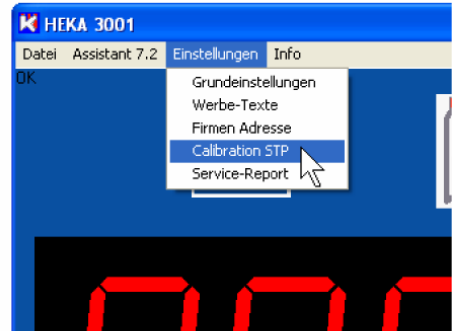 K HEKA 3001
Datei Assistant 7.2 Einstellungen Info
OK
Grundeinstellungen
Werbe-Texte
Firmen Adresse
Calibration STP
Service-Report